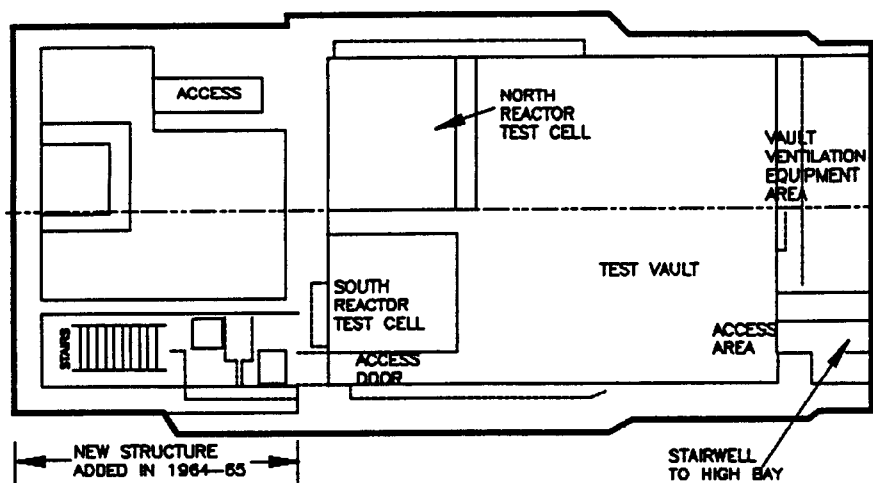 ACCESS
NORTH
REACTOR
TEST CELL
VAULT
VENTILATION
EQUIPMENT
AREA
TEST VAULT
SOUTH
REACTOR
TEST CELL
STAIRS
ACCESS
AREA
ACCESS
DOOR
NEW STRUCTURE
ADDED IN 1964-65
STAIRWELL
TO HIGH BAY